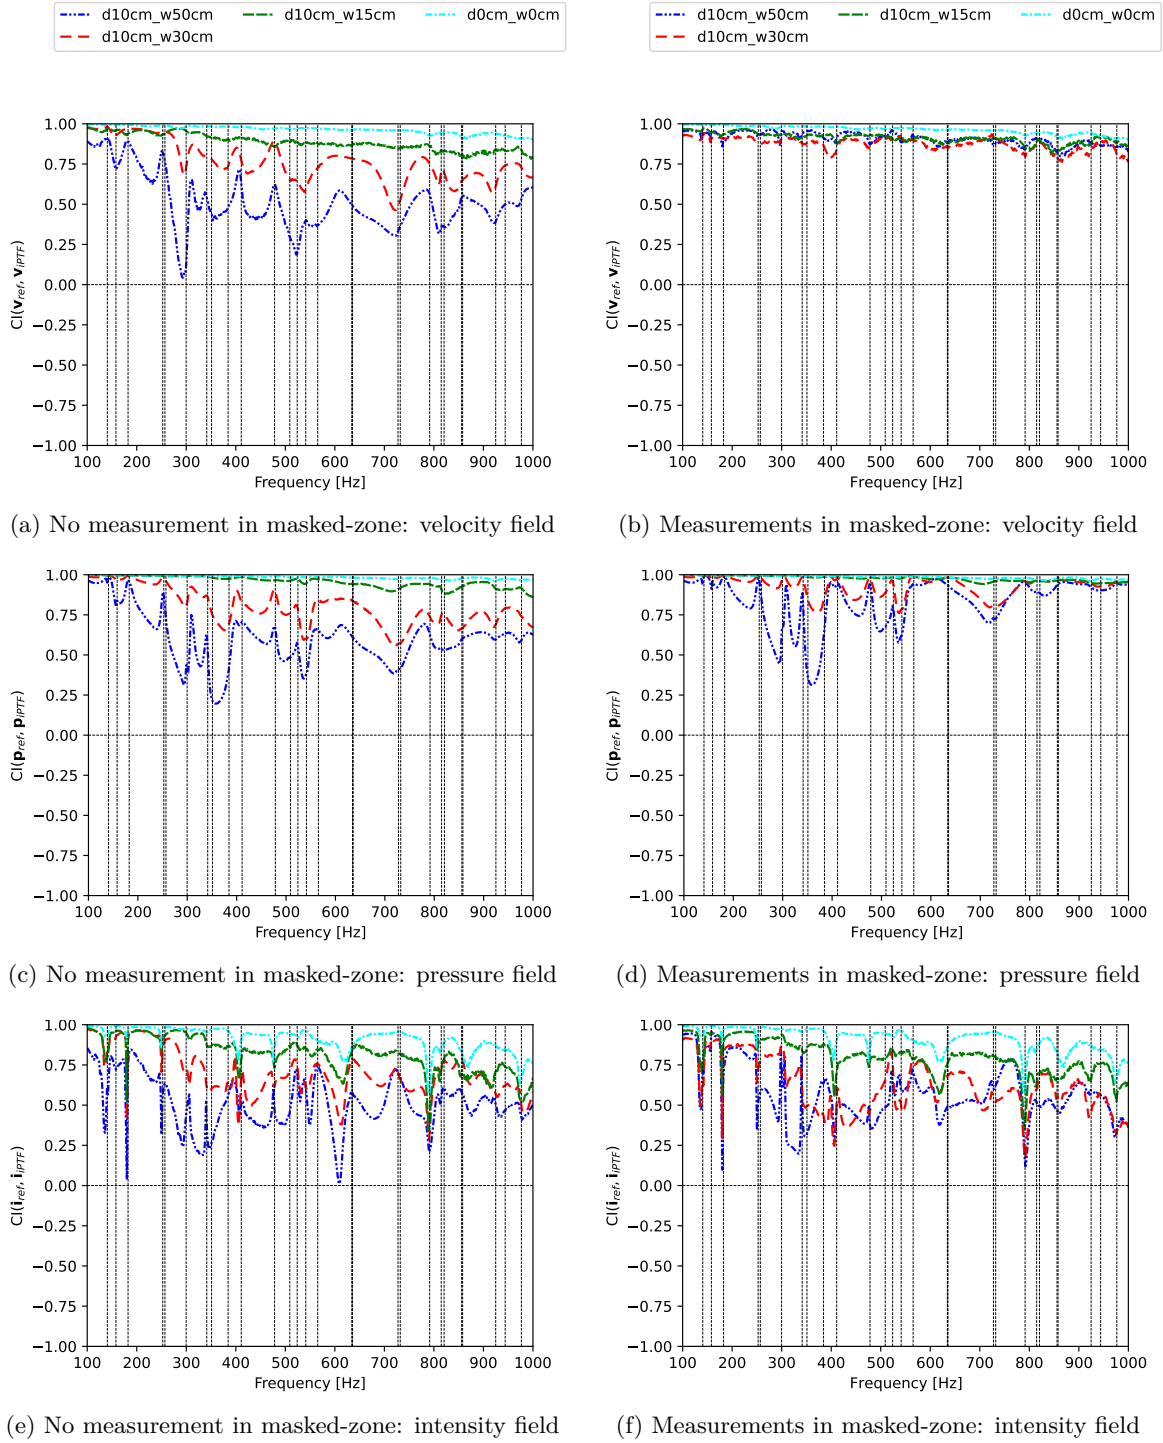 d10cm_w50cm d10cm_w15cm d0cm_w0cm
d10cm_w30cm
d10cm_w50cm d10cm_w15cm d0cm_w0cm
d10cm_w30cm
1.00
0.75
0.50
0.25
0.00
−0.25
−0.50
−0.75
−1.00
CI(v_ref, v_iPTF)
100 200 300 400 500 600 700 800 900 1000
Frequency [Hz]
(a) No measurement in masked-zone: velocity field
1.00
0.75
0.50
0.25
0.00
−0.25
−0.50
−0.75
−1.00
CI(v_ref, v_iPTF)
100 200 300 400 500 600 700 800 900 1000
Frequency [Hz]
(b) Measurements in masked-zone: velocity field
1.00
0.75
0.50
0.25
0.00
−0.25
−0.50
−0.75
−1.00
CI(p_ref, p_iPTF)
100 200 300 400 500 600 700 800 900 1000
Frequency [Hz]
(c) No measurement in masked-zone: pressure field
1.00
0.75
0.50
0.25
0.00
−0.25
−0.50
−0.75
−1.00
CI(p_ref, p_iPTF)
100 200 300 400 500 600 700 800 900 1000
Frequency [Hz]
(d) Measurements in masked-zone: pressure field
1.00
0.75
0.50
0.25
0.00
−0.25
−0.50
−0.75
−1.00
CI(i_ref, i_iPTF)
100 200 300 400 500 600 700 800 900 1000
Frequency [Hz]
(e) No measurement in masked-zone: intensity field
1.00
0.75
0.50
0.25
0.00
−0.25
−0.50
−0.75
−1.00
CI(i_ref, i_iPTF)
100 200 300 400 500 600 700 800 900 1000
Frequency [Hz]
(f) Measurements in masked-zone: intensity field